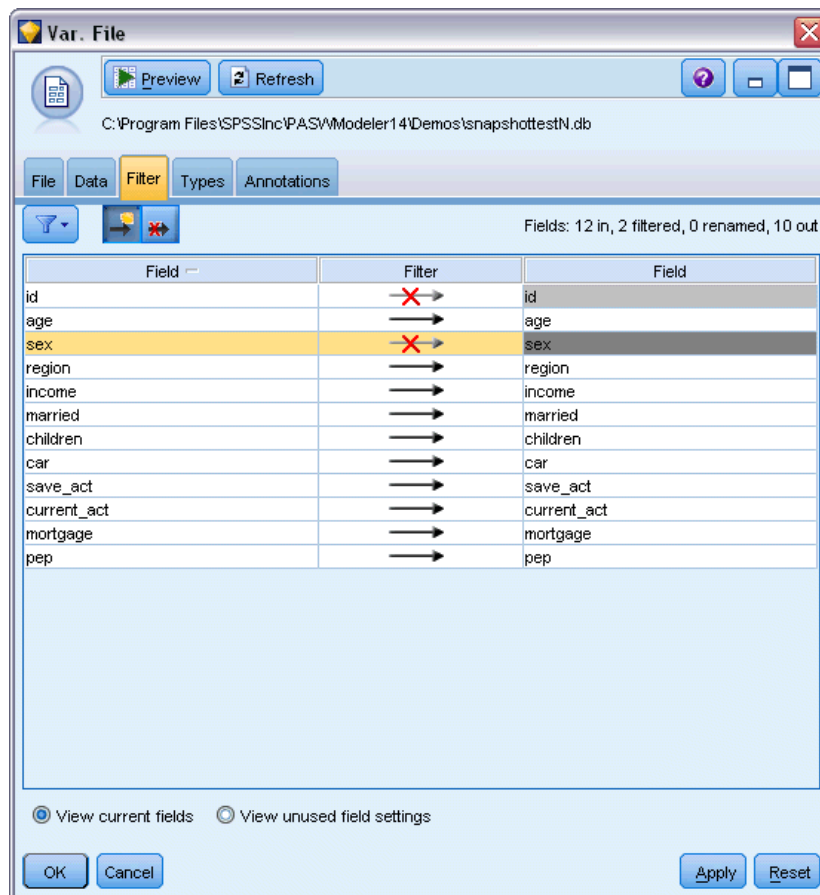 Var. File
Preview Refresh
C:\Program Files\SPSSInc\PASWModeler14\Demos\snapshottestN.db
File Data Filter Types Annotations
Fields: 12 in, 2 filtered, 0 renamed, 10 out
Field Filter Field
id id
age age
sex sex
region region
income income
married married
children children
car car
save_act save_act
current_act current_act
mortgage mortgage
pep pep
View current fields View unused field settings
OK Cancel Apply Reset